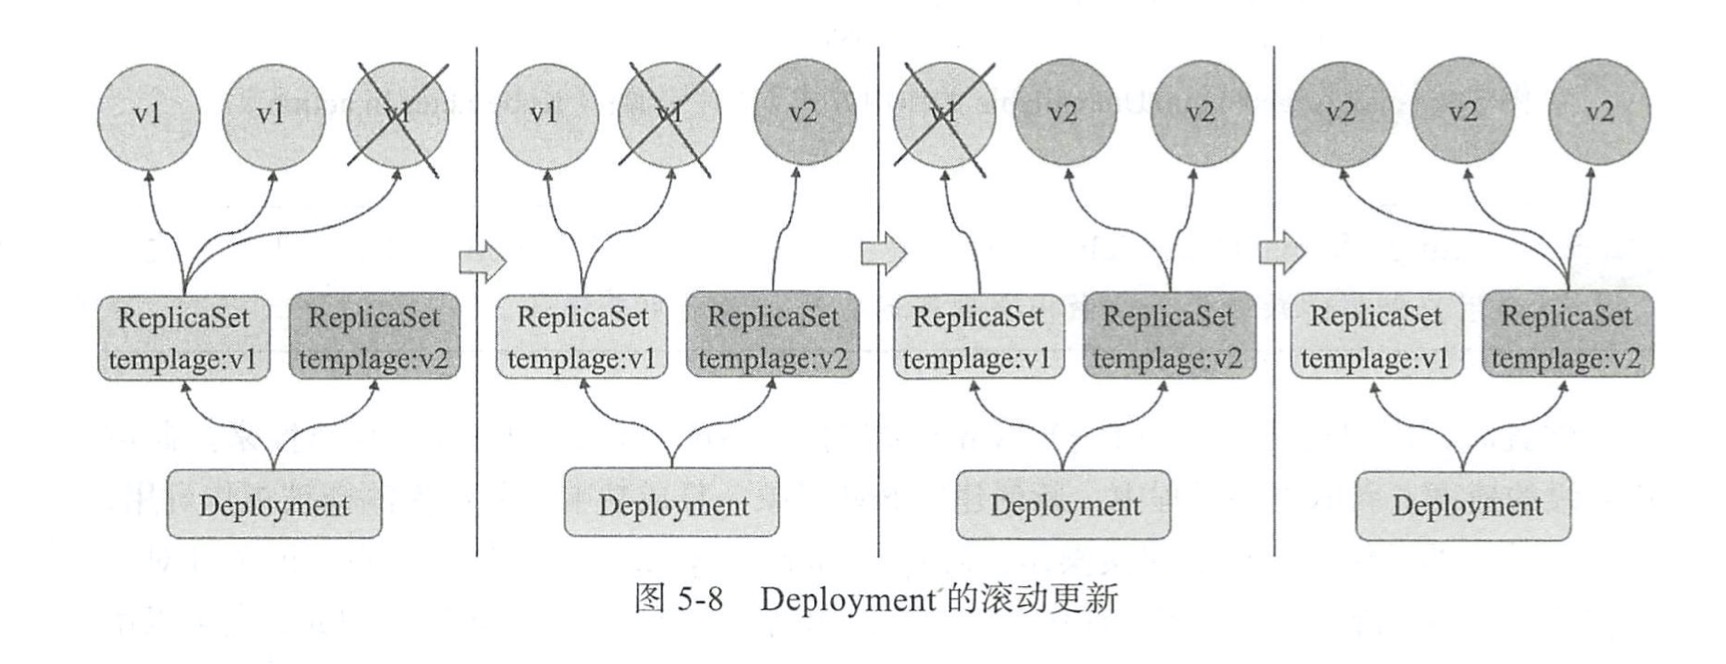 v1 v1 v1 v1 v1 v2 v1 v2 v2 v2 v2 v2
ReplicaSet ReplicaSet ReplicaSet ReplicaSet ReplicaSet ReplicaSet ReplicaSet ReplicaSet
templage:v1 templage:v2 templage:v1 templage:v2 templage:v1 templage:v2 templage:v1 templage:v2
Deployment Deployment Deployment Deployment
图 5-8 Deployment 的滚动更新